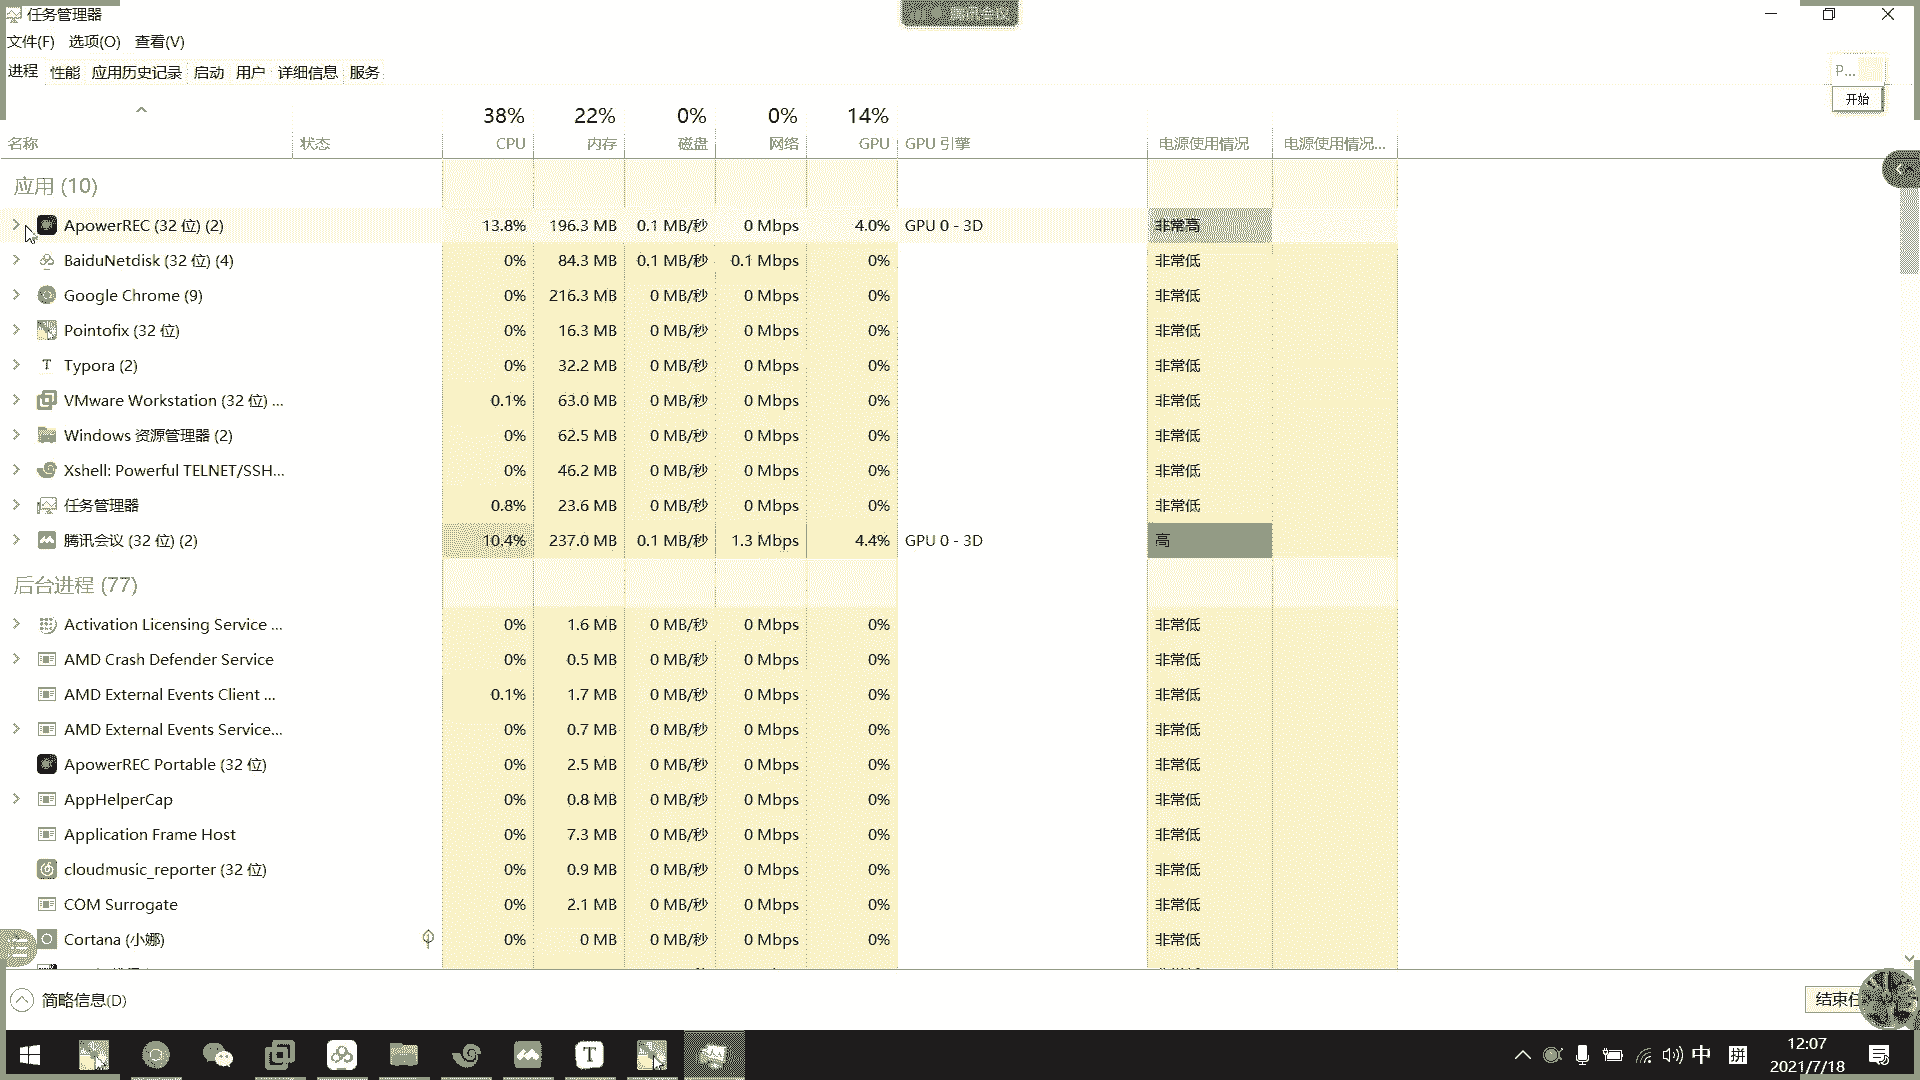 任务管理器
腾讯会议
文件(F) 选项(O) 查看(V)
进程 性能 应用历史记录 启动 用户 详细信息 服务
P...
开始
38% 22% 0% 0% 14%
名称 状态 CPU 内存 磁盘 网络 GPU GPU 引擎 电源使用情况 电源使用情况...
应用 (10)
ApowerREC (32 位) (2) 13.8% 196.3 MB 0.1 MB/秒 0 Mbps 4.0% GPU 0 - 3D 非常高
BaiduNetdisk (32 位) (4) 0% 84.3 MB 0.1 MB/秒 0.1 Mbps 0% 非常低
Google Chrome (9) 0% 216.3 MB 0 MB/秒 0 Mbps 0% 非常低
Pointofix (32 位) 0% 16.3 MB 0 MB/秒 0 Mbps 0% 非常低
Typora (2) 0% 32.2 MB 0 MB/秒 0 Mbps 0% 非常低
VMware Workstation (32 位) ... 0.1% 63.0 MB 0 MB/秒 0 Mbps 0% 非常低
Windows 资源管理器 (2) 0% 62.5 MB 0 MB/秒 0 Mbps 0% 非常低
Xshell: Powerful TELNET/SSH... 0% 46.2 MB 0 MB/秒 0 Mbps 0% 非常低
任务管理器 0.8% 23.6 MB 0 MB/秒 0 Mbps 0% 非常低
腾讯会议 (32 位) (2) 10.4% 237.0 MB 0.1 MB/秒 1.3 Mbps 4.4% GPU 0 - 3D 高
后台进程 (77)
Activation Licensing Service ... 0% 1.6 MB 0 MB/秒 0 Mbps 0% 非常低
AMD Crash Defender Service 0% 0.5 MB 0 MB/秒 0 Mbps 0% 非常低
AMD External Events Client ... 0.1% 1.7 MB 0 MB/秒 0 Mbps 0% 非常低
AMD External Events Service... 0% 0.7 MB 0 MB/秒 0 Mbps 0% 非常低
ApowerREC Portable (32 位) 0% 2.5 MB 0 MB/秒 0 Mbps 0% 非常低
AppHelperCap 0% 0.8 MB 0 MB/秒 0 Mbps 0% 非常低
Application Frame Host 0% 7.3 MB 0 MB/秒 0 Mbps 0% 非常低
cloudmusic_reporter (32 位) 0% 0.9 MB 0 MB/秒 0 Mbps 0% 非常低
COM Surrogate 0% 2.1 MB 0 MB/秒 0 Mbps 0% 非常低
Cortana (小娜) 0% 0 MB 0 MB/秒 0 Mbps 0% 非常低
简略信息(D)
结束任
中 拼
12:07
2021/7/18